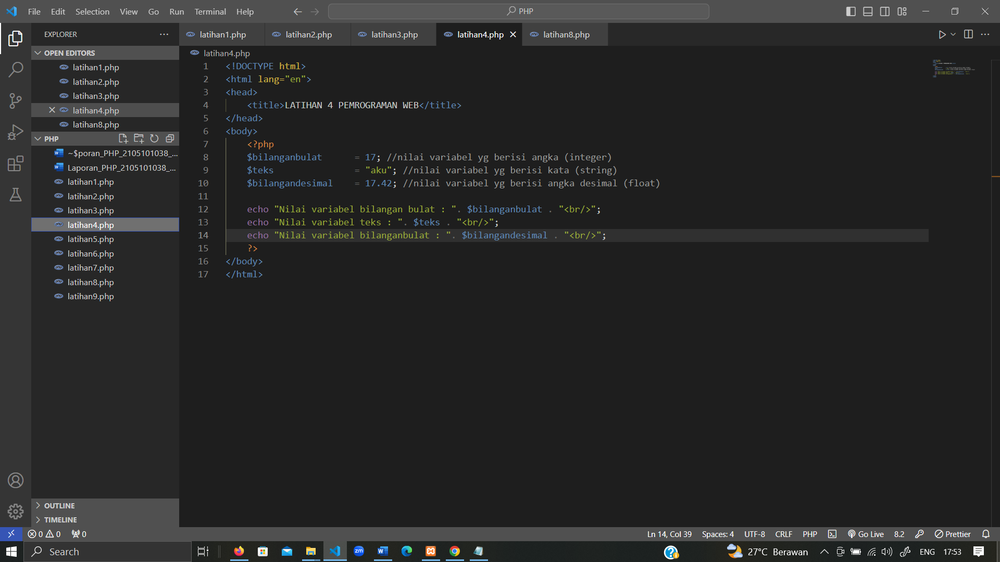 File Edit Selection View Go Run Terminal Help
PHP
EXPLORER
latihan1.php latihan2.php latihan3.php latihan4.php latihan8.php
OPEN EDITORS
latihan1.php
latihan2.php
latihan3.php
latihan4.php
latihan8.php
PHP
~$poran_PHP_2105101038_...
Laporan_PHP_2105101038_...
latihan1.php
latihan2.php
latihan3.php
latihan4.php
latihan5.php
latihan6.php
latihan7.php
latihan8.php
latihan9.php
OUTLINE
TIMELINE
latihan4.php
1 <!DOCTYPE html>
2 <html lang="en">
3 <head>
4     <title>LATIHAN 4 PEMROGRAMAN WEB</title>
5 </head>
6 <body>
7     <?php
8     $bilanganbulat      = 17; //nilai variabel yg berisi angka (integer)
9     $teks               = "aku"; //nilai variabel yg berisi kata (string)
10     $bilangandesimal    = 17.42; //nilai variabel yg berisi angka desimal (float)
11
12     echo "Nilai variabel bilangan bulat : ". $bilanganbulat . "<br/>";
13     echo "Nilai variabel teks : ". $teks . "<br/>";
14     echo "Nilai variabel bilanganbulat : ". $bilangandesimal . "<br/>";
15     ?>
16 </body>
17 </html>
0 0 0
Ln 14, Col 39 Spaces: 4 UTF-8 CRLF PHP Go Live 8.2 Prettier
Search
zm
27°C Berawan ENG 17:53